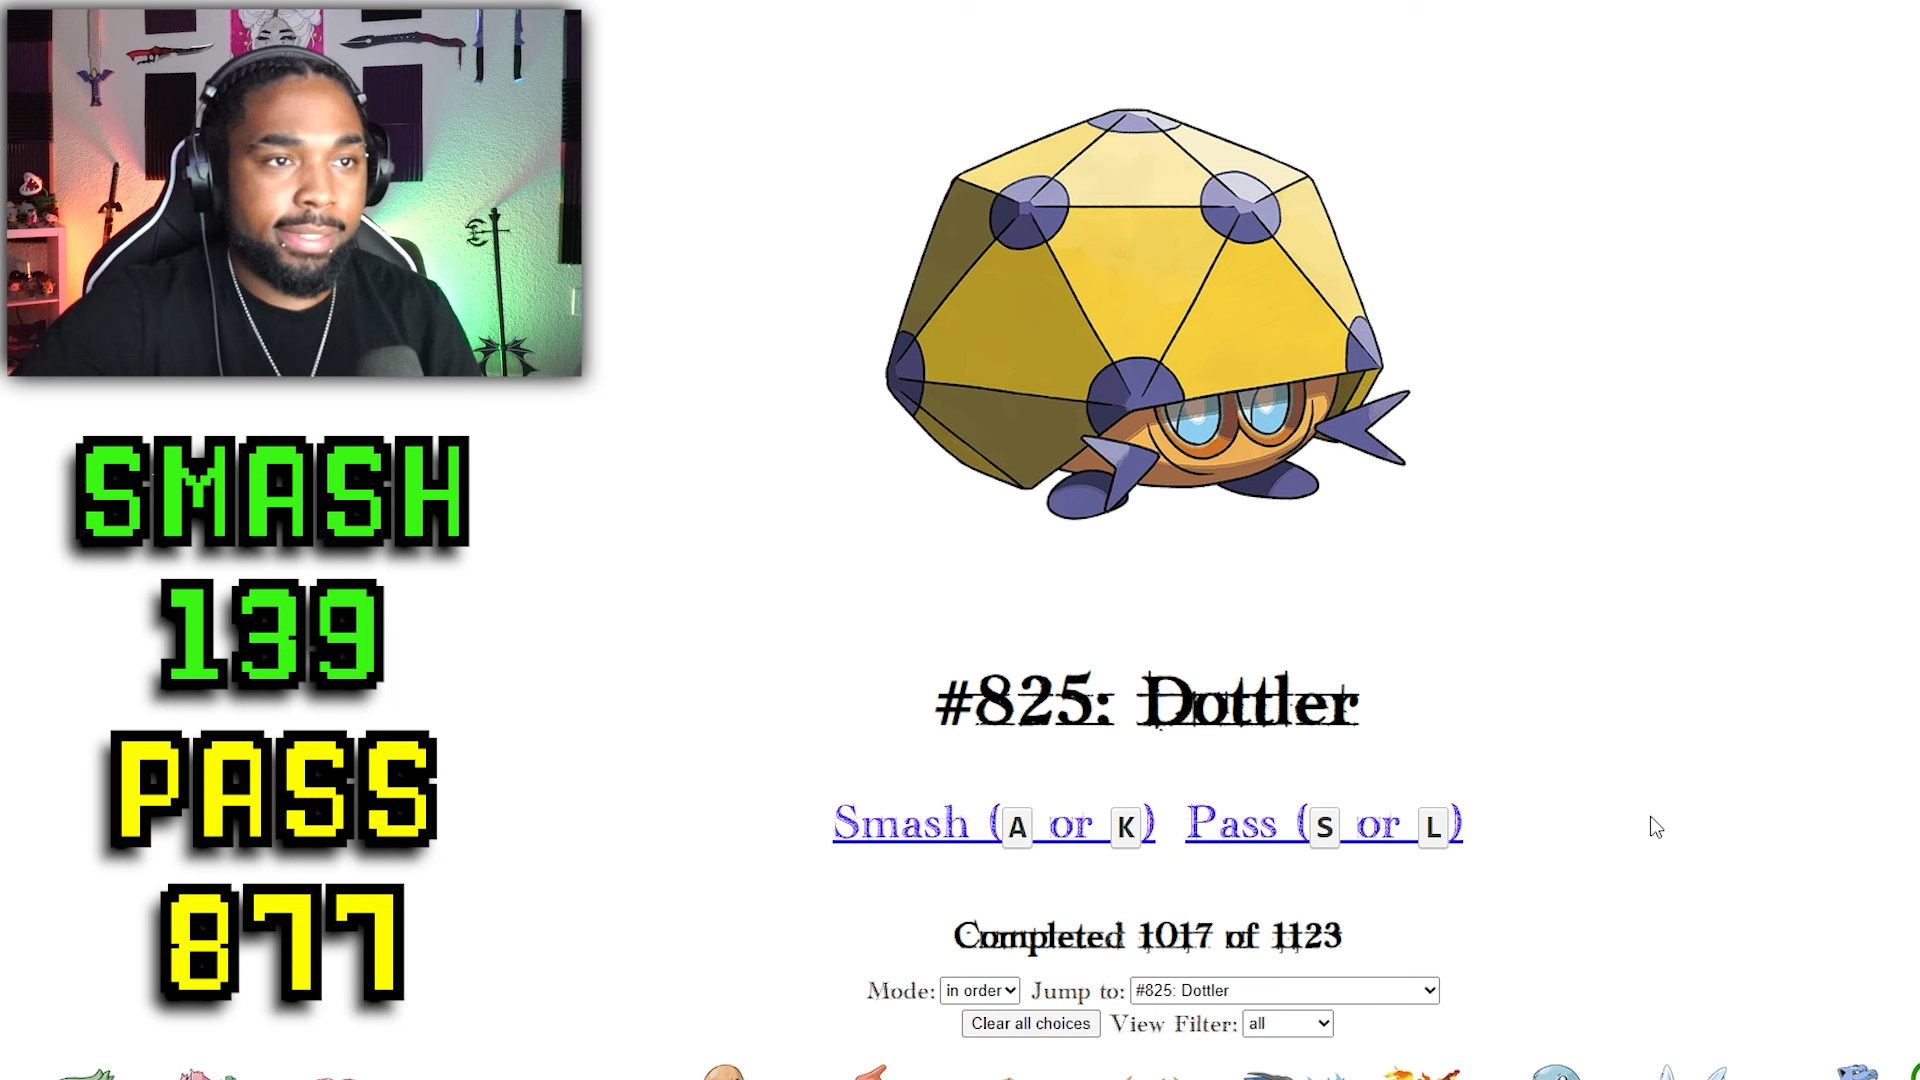 SMASH
139
PASS
877
#825: Dottler
Smash (A or K) Pass (S or L)
Completed 1017 of 1123
Mode: in order Jump to: #825: Dottler
Clear all choices View Filter: all